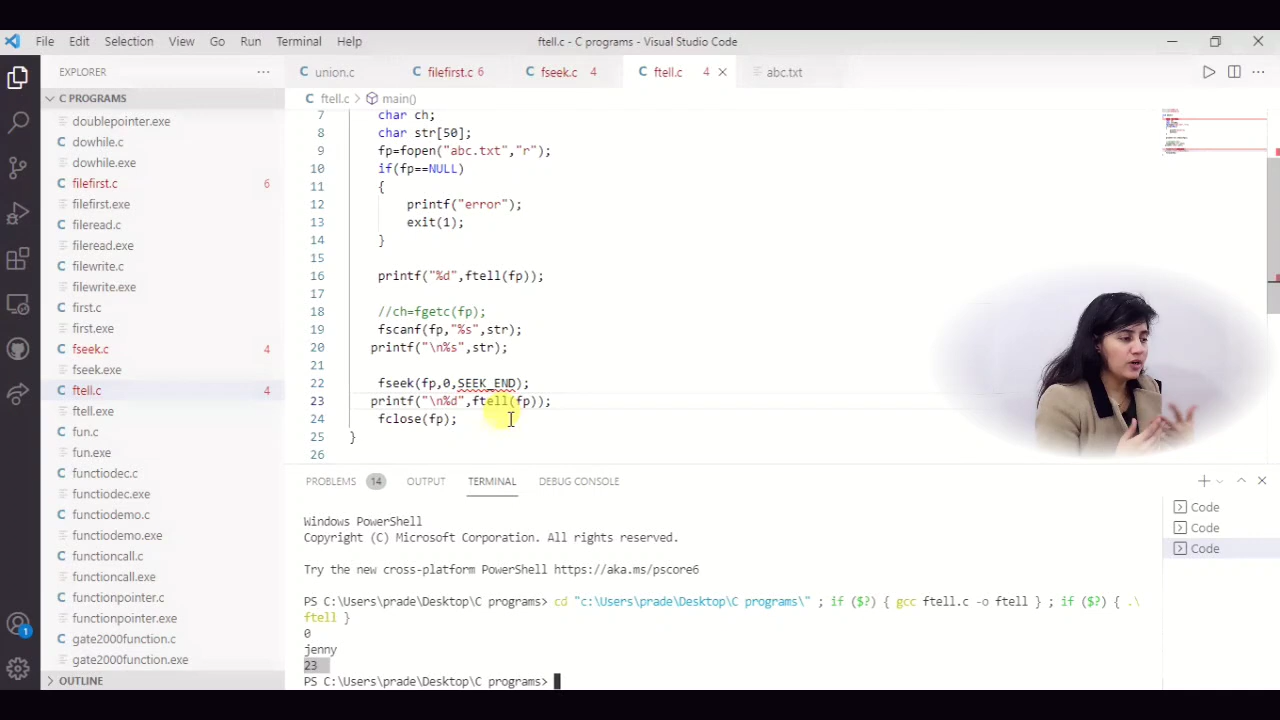 File Edit Selection View Go Run Terminal Help
ftell.c - C programs - Visual Studio Code
EXPLORER
C PROGRAMS
doublepointer.exe
dowhile.c
dowhile.exe
filefirst.c 6
filefirst.exe
fileread.c
fileread.exe
filewrite.c
filewrite.exe
first.c
first.exe
fseek.c 4
fseek.exe
ftell.c 4
ftell.exe
fun.c
fun.exe
functiodec.c
functiodec.exe
functiodemo.c
functiodemo.exe
functioncall.c
functioncall.exe
functionpointer.c
functionpointer.exe
gate2000function.c
gate2000function.exe
OUTLINE
1
C union.c C filefirst.c 6 C fseek.c 4 C ftell.c 4 abc.txt
C ftell.c > main()
7 char ch;
8 char str[50];
9 fp=fopen("abc.txt","r");
10 if(fp==NULL)
11 {
12 printf("error");
13 exit(1);
14 }
15
16 printf("%d",ftell(fp));
17
18 //ch=fgetc(fp);
19 fscanf(fp,"%s",str);
20 printf("\n%s",str);
21
22 fseek(fp,0,SEEK_END);
23 printf("\n%d",ftell(fp));
24 fclose(fp);
25 }
26
PROBLEMS 14 OUTPUT TERMINAL DEBUG CONSOLE
Windows PowerShell
Copyright (C) Microsoft Corporation. All rights reserved.
Try the new cross-platform PowerShell https://aka.ms/pscore6
PS C:\Users\prade\Desktop\C programs> cd "c:\Users\prade\Desktop\C programs\" ; if ($?) { gcc ftell.c -o ftell } ; if ($?) { .\
ftell }
0
jenny
23
PS C:\Users\prade\Desktop\C programs>
Code
Code
Code